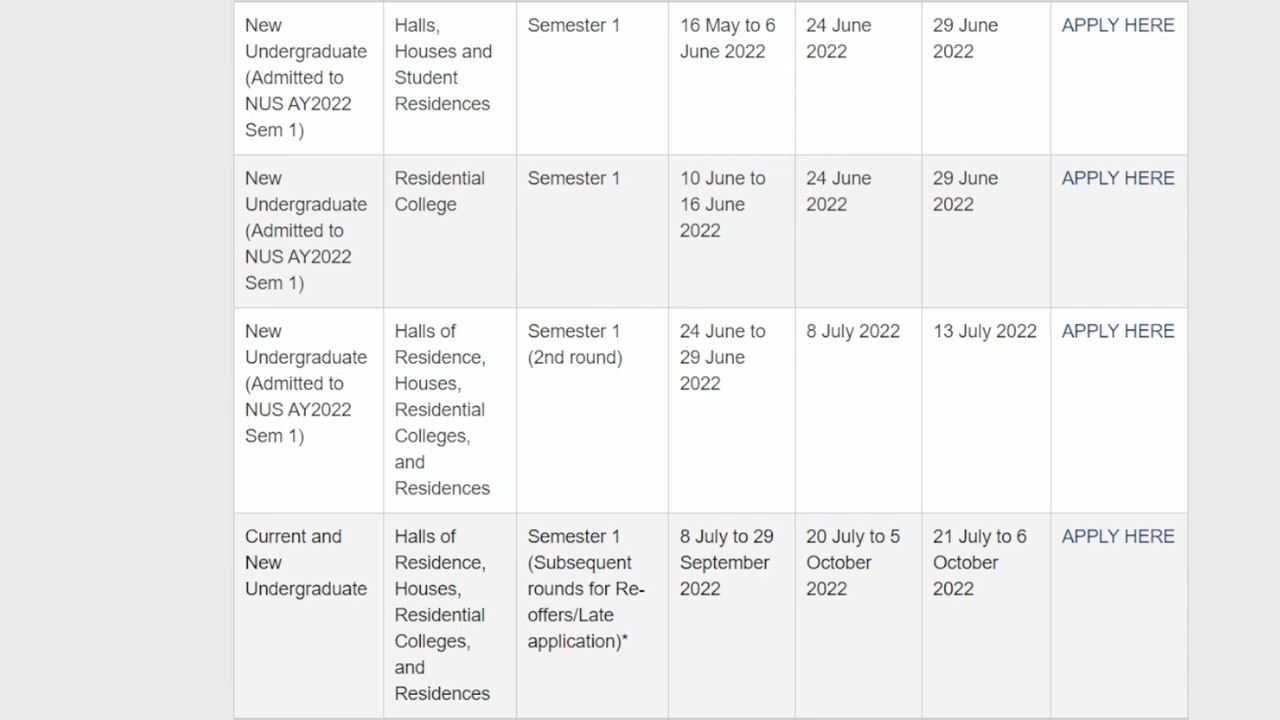 New
Undergraduate
(Admitted to
NUS AY2022
Sem 1)
Halls,
Houses and
Student
Residences
Semester 1
16 May to 6
June 2022
24 June
2022
29 June
2022
APPLY HERE
New
Undergraduate
(Admitted to
NUS AY2022
Sem 1)
Residential
College
Semester 1
10 June to
16 June
2022
24 June
2022
29 June
2022
APPLY HERE
New
Undergraduate
(Admitted to
NUS AY2022
Sem 1)
Halls of
Residence,
Houses,
Residential
Colleges,
and
Residences
Semester 1
(2nd round)
24 June to
29 June
2022
8 July 2022
13 July 2022
APPLY HERE
Current and
New
Undergraduate
Halls of
Residence,
Houses,
Residential
Colleges,
and
Residences
Semester 1
(Subsequent
rounds for Re-
offers/Late
application)*
8 July to 29
September
2022
20 July to 5
October
2022
21 July to 6
October
2022
APPLY HERE